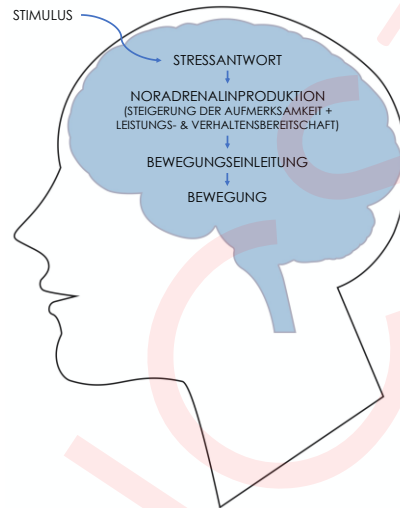 STIMULUS
STRESSANTWORT
NORADRENALINPRODUKTION
(STEIGERUNG DER AUFMERKSAMKEIT +
LEISTUNGS- & VERHALTENSBEREITSCHAFT)
BEWEGUNGSEINLEITUNG
BEWEGUNG